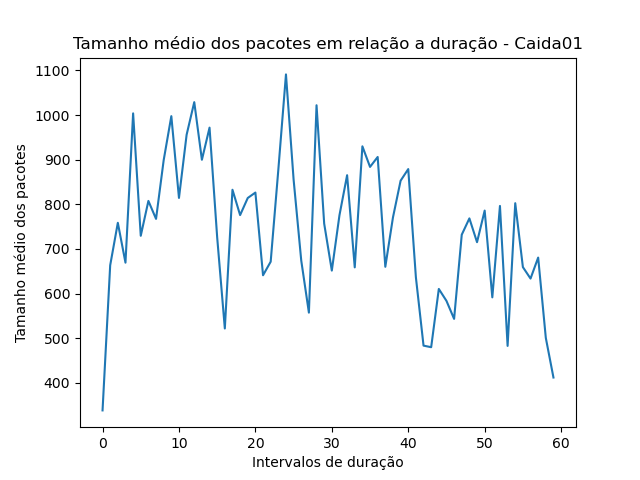 Tamanho médio dos pacotes em relação a duração - Caida01
1100
1000
900
800
700
600
500
400
Tamanho médio dos pacotes
0 10 20 30 40 50 60
Intervalos de duração